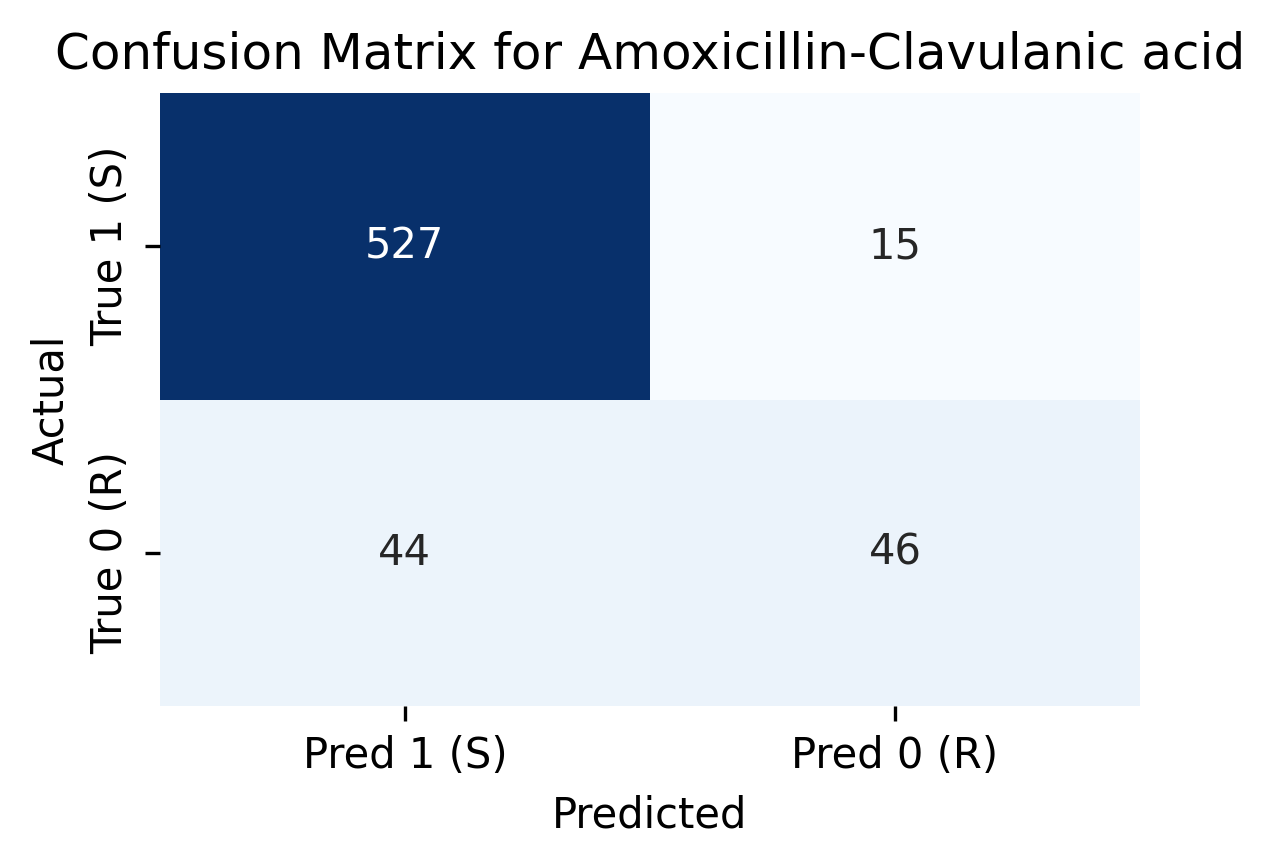 Confusion Matrix for Amoxicillin-Clavulanic acid
Actual
True 1 (S)
527
15
True 0 (R)
44
46
Pred 1 (S)
Pred 0 (R)
Predicted